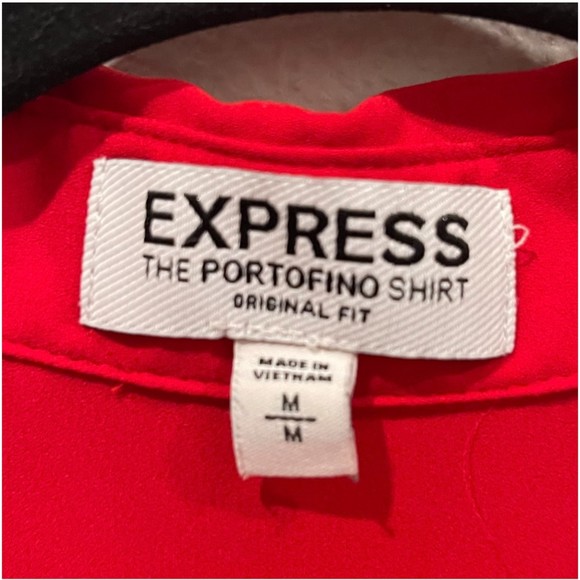 EXPRESS
THE PORTOFINO SHIRT
ORIGINAL FIT
MADE IN
VIETNAM
M
M